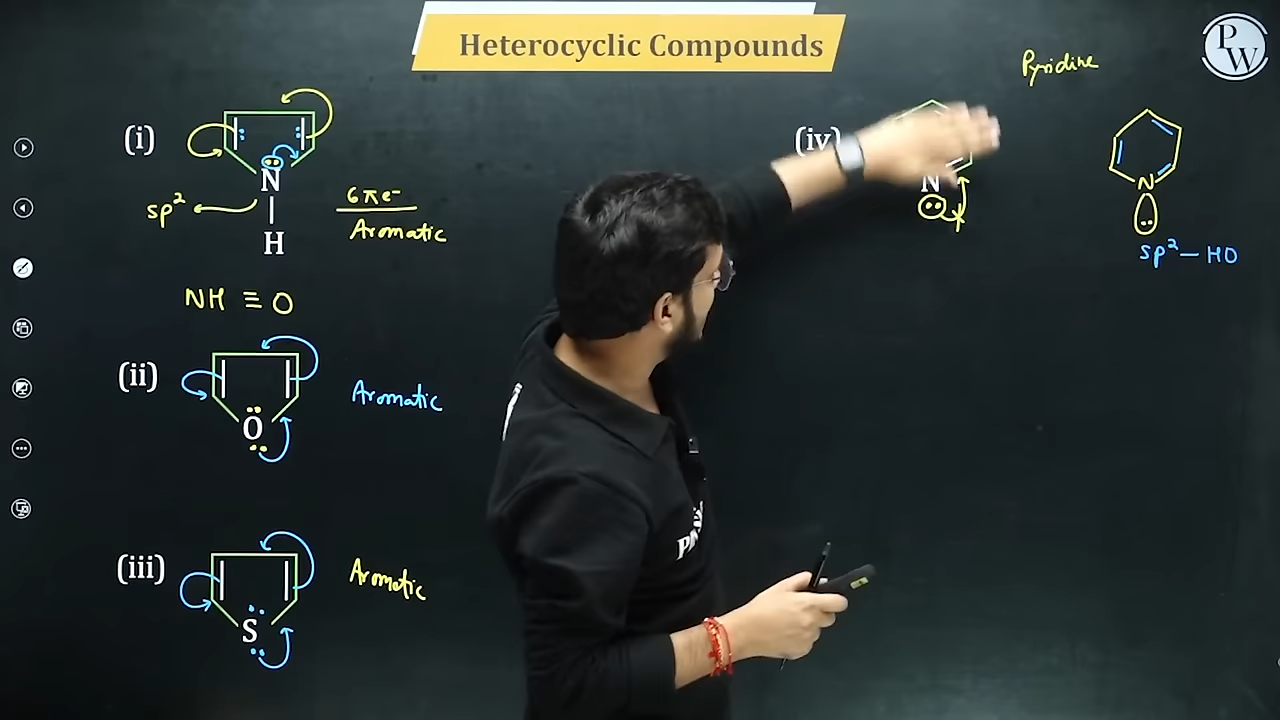 Heterocyclic Compounds
PW
Pyridine
(i)
N
H
sp² 
6πe⁻
Aromatic
NH ≡ O
(ii)
O
Aromatic
(iii)
S
Aromatic
(iv)
N
N
sp² – HO